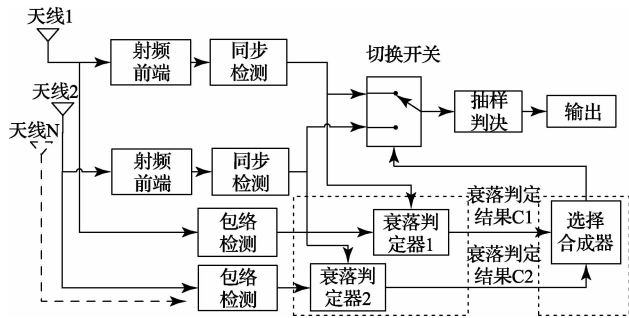 天线1
射频
前端
同步
检测
切换开关
天线2
抽样
判决
输出
天线N
射频
前端
同步
检测
包络
检测
衰落判
定器1
衰落判定
结果C1
选择
合成器
包络
检测
衰落判
定器2
衰落判定
结果C2